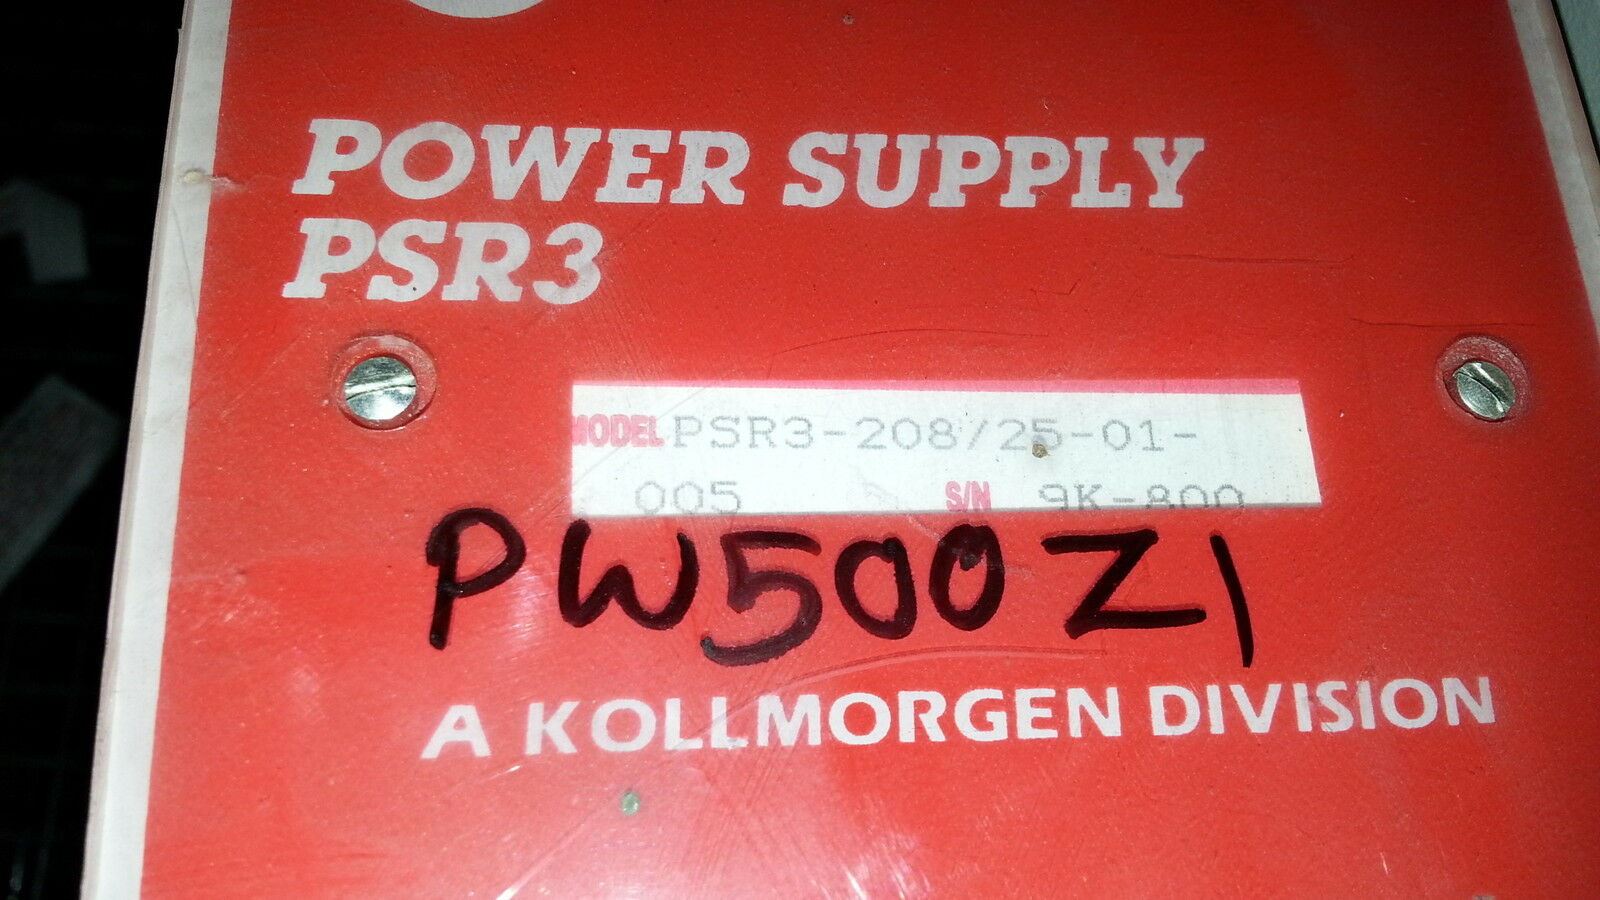 POWER SUPPLY
PSR3
MODEL PSR3-208/25-01-
005 S/N 9K-800
PW500Z1
A KOLLMORGEN DIVISION